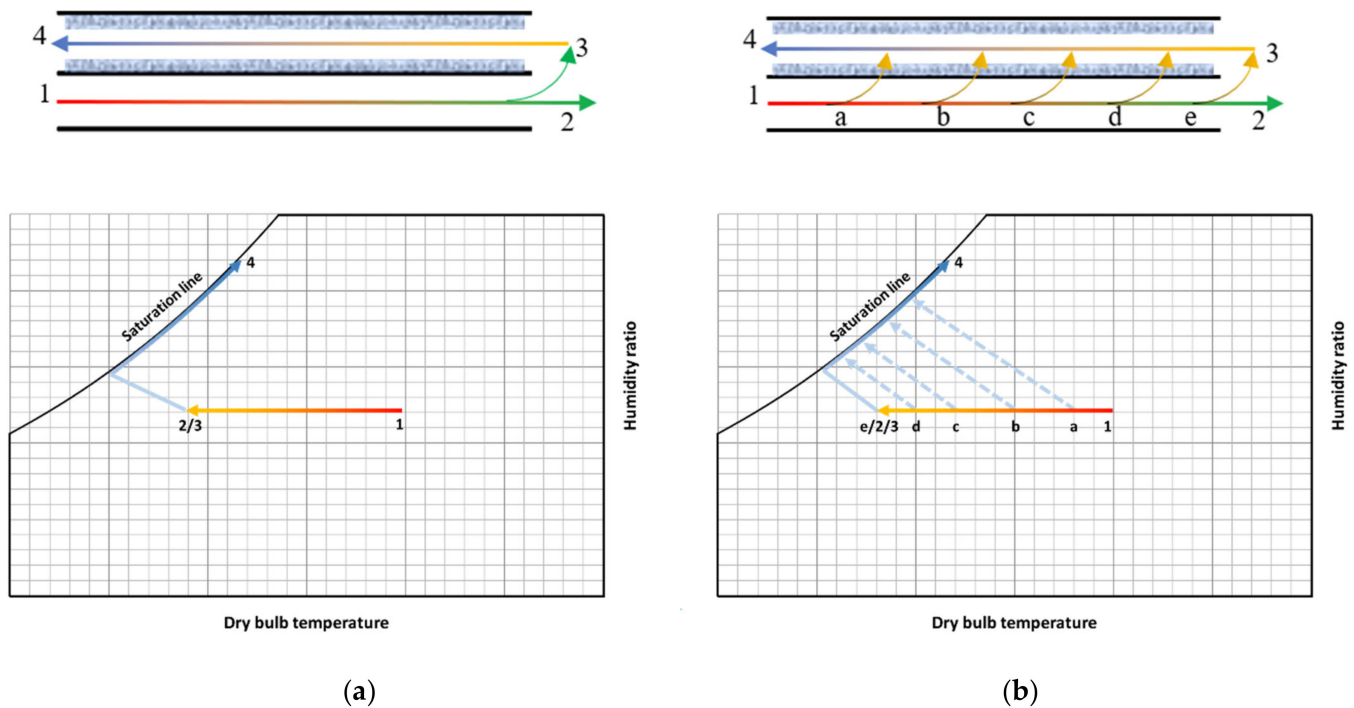 4
3
1
2
4
3
1
a
b
c
d
e
2
Saturation line
4
2/3
1
Humidity ratio
Dry bulb temperature
Saturation line
4
e/2/3
d
c
b
a
1
Humidity ratio
Dry bulb temperature
(a)
(b)